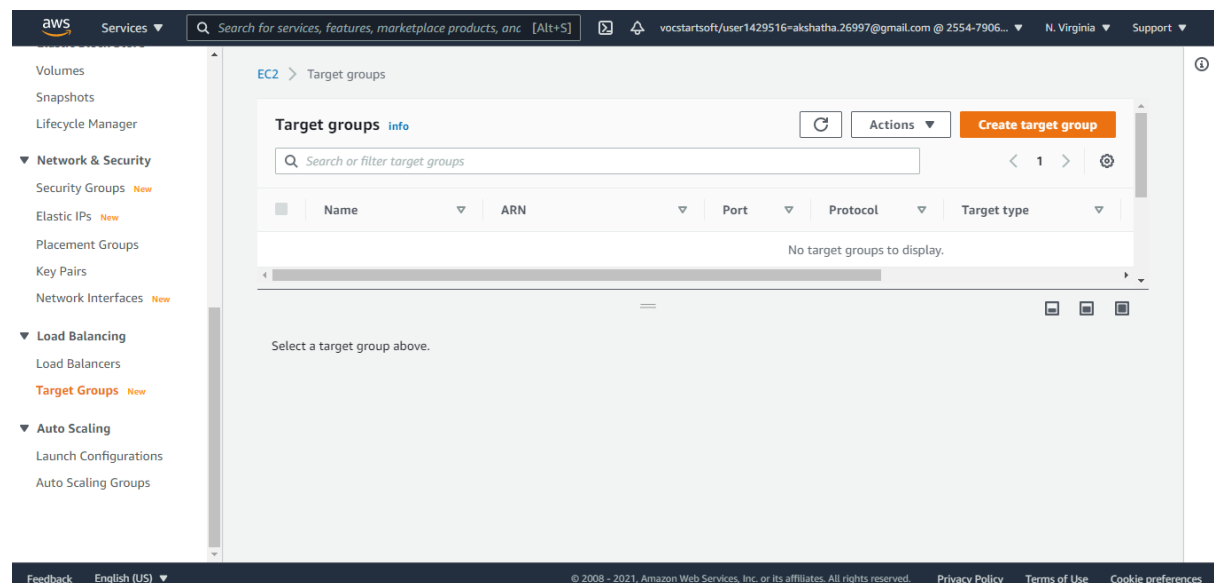 aws Services ▼ Search for services, features, marketplace products, anc [Alt+S] vocstartsoft/user1429516=akshatha.26997@gmail.com @ 2554-7906... ▼ N. Virginia ▼ Support ▼
Elastic Block Store
Volumes
Snapshots
Lifecycle Manager
▼ Network & Security
Security Groups New
Elastic IPs New
Placement Groups
Key Pairs
Network Interfaces New
▼ Load Balancing
Load Balancers
Target Groups New
▼ Auto Scaling
Launch Configurations
Auto Scaling Groups
EC2 > Target groups
Target groups info Actions ▼ Create target group
Search or filter target groups < 1 >
Name ARN Port Protocol Target type
No target groups to display.
Select a target group above.
Feedback English (US) ▼ © 2008 - 2021, Amazon Web Services, Inc. or its affiliates. All rights reserved. Privacy Policy Terms of Use Cookie preferences